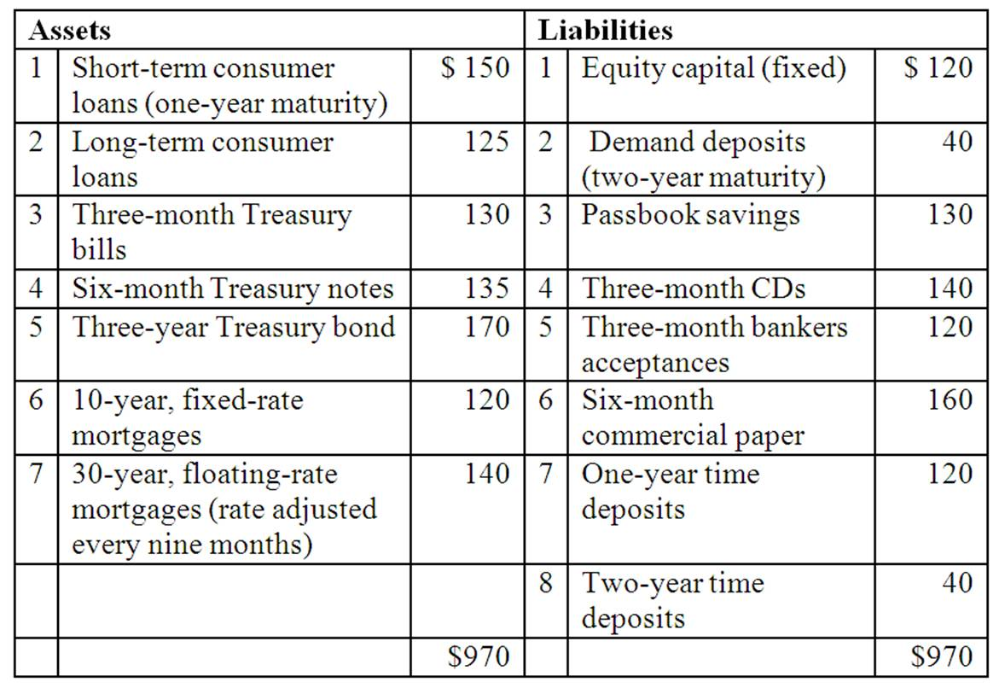 Assets Liabilities
1 Short-term consumer $ 150 1 Equity capital (fixed) $ 120
loans (one-year maturity)
2 Long-term consumer 125 2 Demand deposits 40
loans (two-year maturity)
3 Three-month Treasury 130 3 Passbook savings 130
bills
4 Six-month Treasury notes 135 4 Three-month CDs 140
5 Three-year Treasury bond 170 5 Three-month bankers 120
acceptances
6 10-year, fixed-rate 120 6 Six-month 160
mortgages commercial paper
7 30-year, floating-rate 140 7 One-year time 120
mortgages (rate adjusted deposits
every nine months)
8 Two-year time 40
deposits
$970 $970